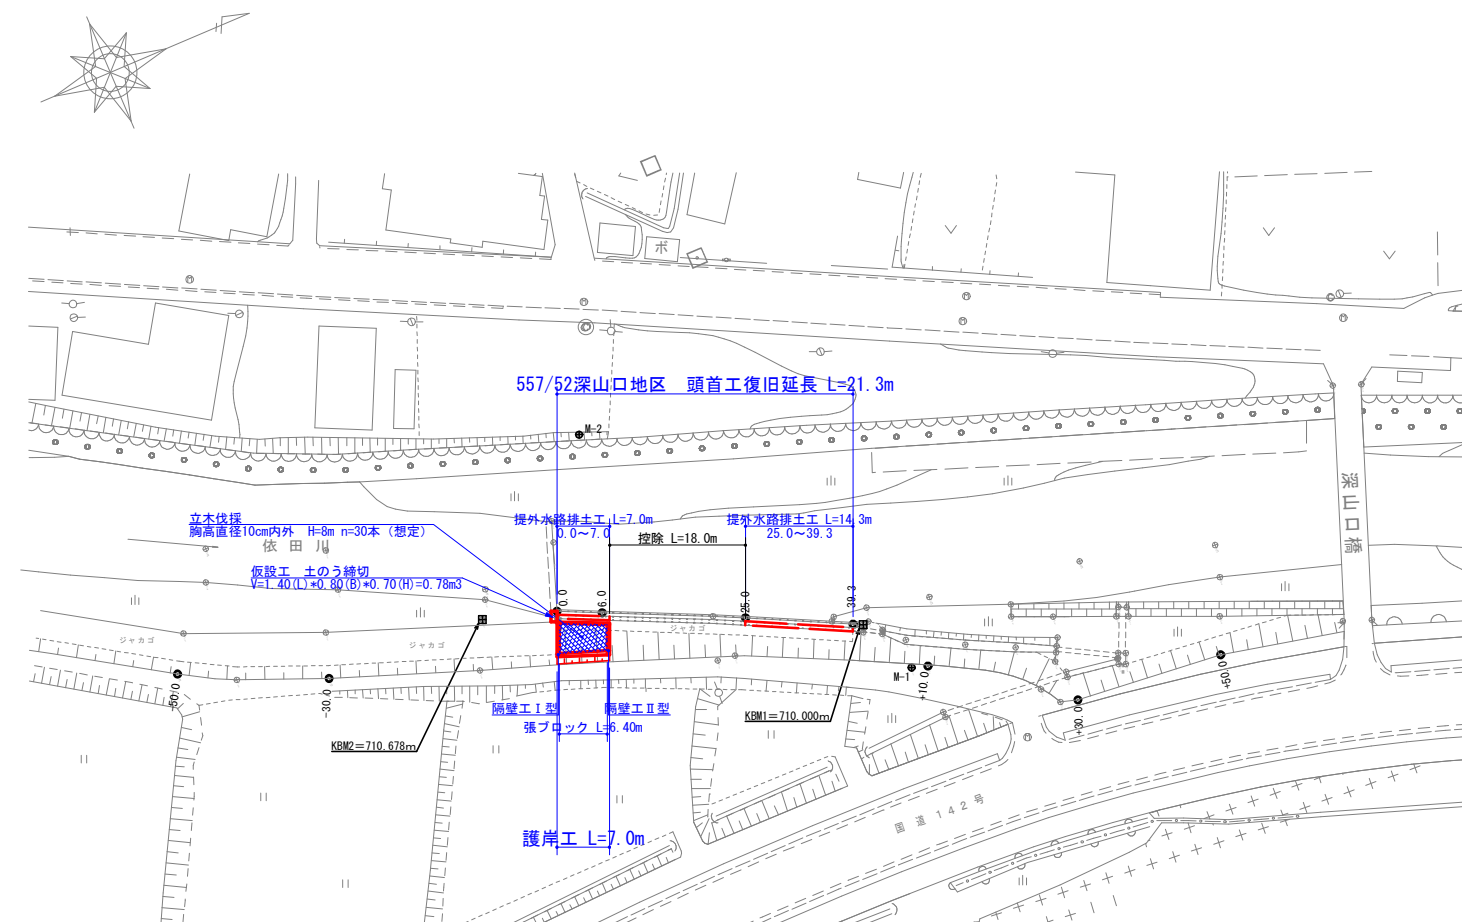 ボ
557/52深山口地区　頭首工復旧延長 L=21.3m
M-2
立木伐採
胸高直径10cm内外　H=8m n=30本（想定）
依田川
提外水路排土工 L=7.0m
0.0～7.0
控除 L=18.0m
提外水路排土工 L=14.3m
25.0～39.3
深山口橋
仮設工　土のう締切
V=1.40(L)*0.80(B)*0.70(H)=0.78m3
0.0
6.0
25.0
39.3
ジャカゴ
ジャカゴ
ジャカゴ
-50.0
-30.0
M-1
+10.0
+30.0
+50.0
隔壁工Ⅰ型
隔壁工Ⅱ型
張ブロック L=6.40m
KBM1＝710.000m
KBM2＝710.678m
国道142号
護岸工 L=7.0m